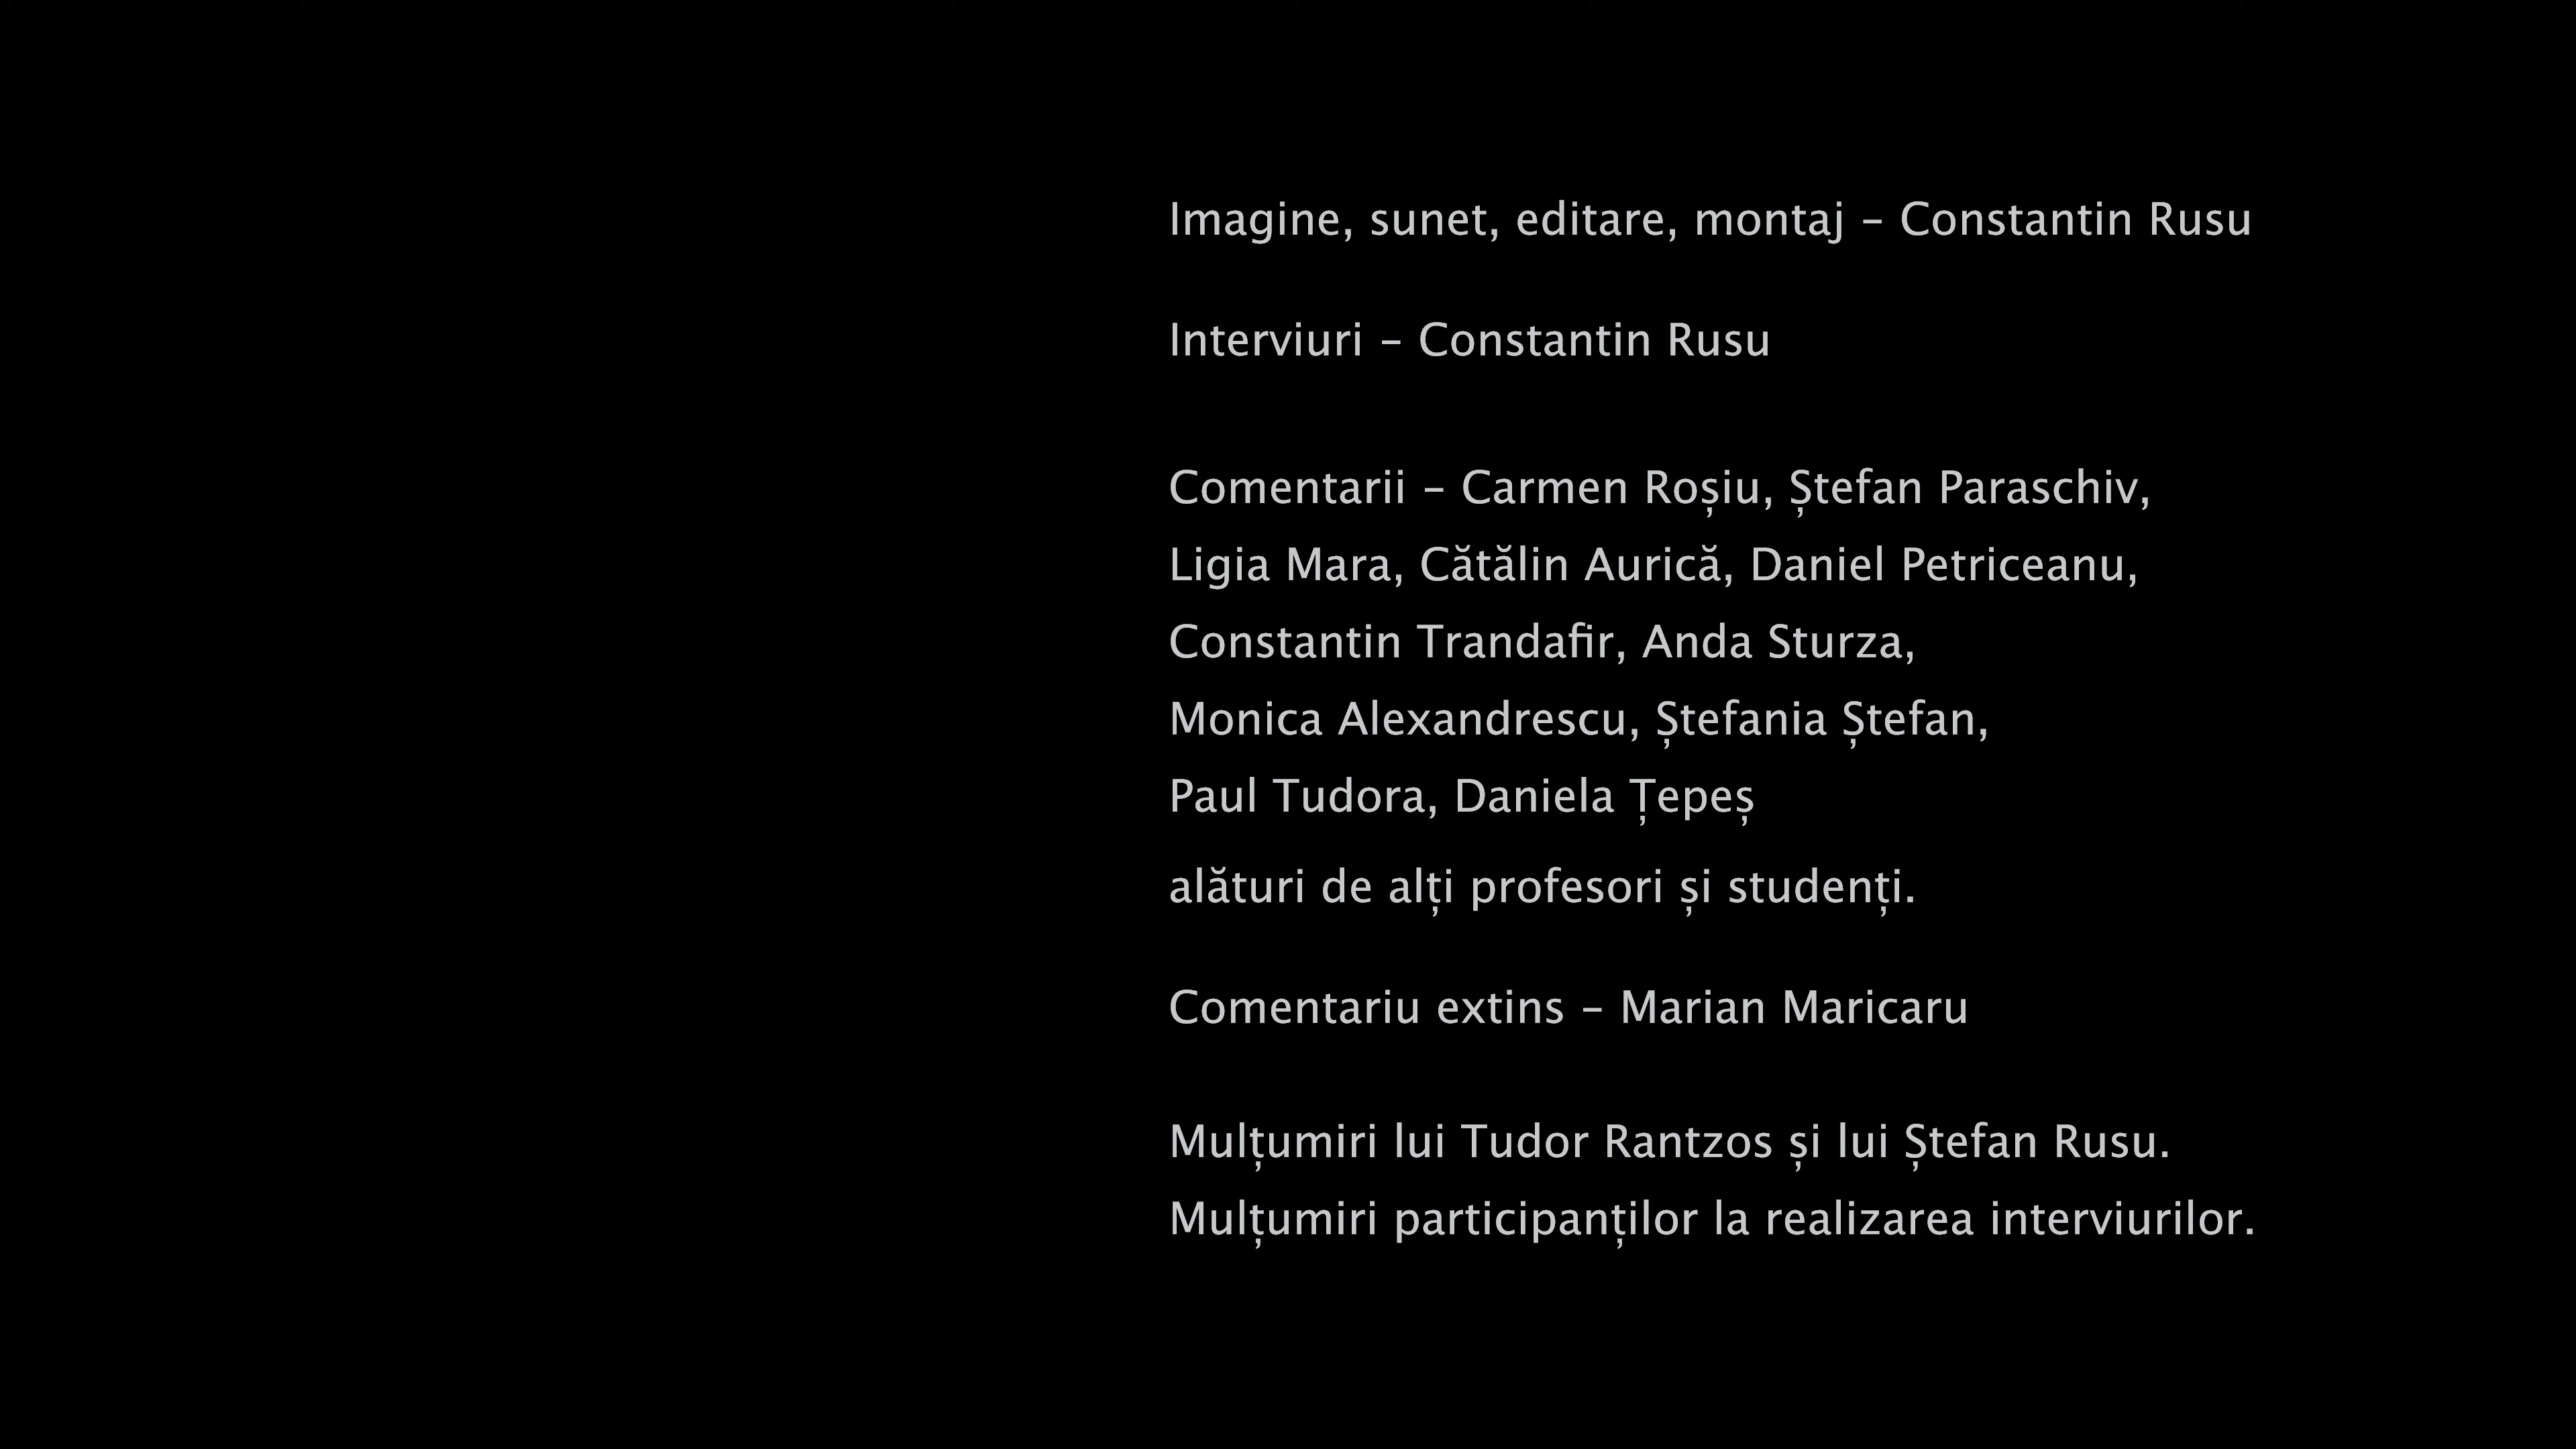 Imagine, sunet, editare, montaj – Constantin Rusu
Interviuri – Constantin Rusu
Comentarii – Carmen Roșiu, Ștefan Paraschiv,
Ligia Mara, Cătălin Aurică, Daniel Petriceanu,
Constantin Trandafir, Anda Sturza,
Monica Alexandrescu, Ștefania Ștefan,
Paul Tudora, Daniela Țepeș
alături de alți profesori și studenți.
Comentariu extins – Marian Maricaru
Mulțumiri lui Tudor Rantzos și lui Ștefan Rusu.
Mulțumiri participanților la realizarea interviurilor.